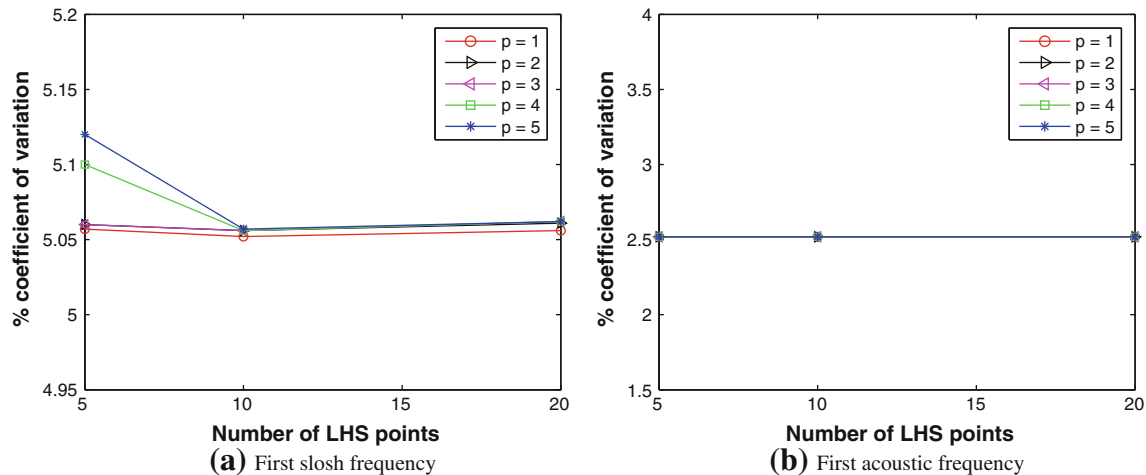 5.2
5.15
5.1
5.05
5
4.95
% coefficient of variation
5
10
15
20
Number of LHS points
p = 1
p = 2
p = 3
p = 4
p = 5
(a) First slosh frequency
4
3.5
3
2.5
2
1.5
% coefficient of variation
5
10
15
20
Number of LHS points
p = 1
p = 2
p = 3
p = 4
p = 5
(b) First acoustic frequency